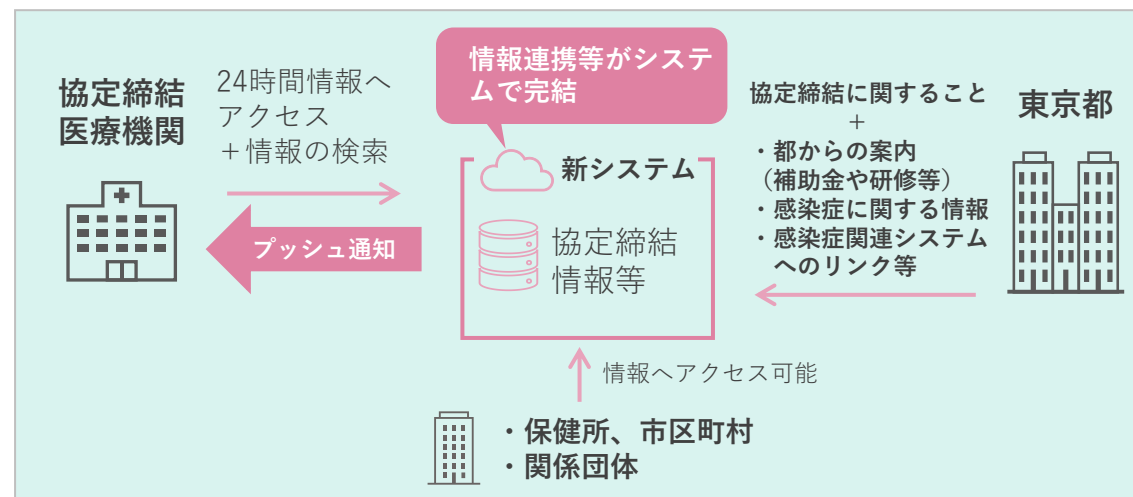 協定締結
医療機関
24時間情報へ
アクセス
＋情報の検索
プッシュ通知
情報連携等がシステ
ムで完結
新システム
協定締結
情報等
協定締結に関すること
＋
・都からの案内
（補助金や研修等）
・感染症に関する情報
・感染症関連システム
へのリンク等
東京都
情報へアクセス可能
・保健所、市区町村
・関係団体